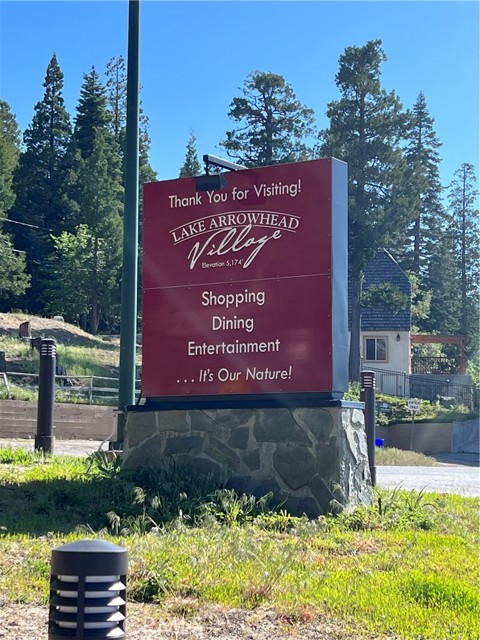 Thank You for Visiting!
LAKE ARROWHEAD
Village
Elevation 5,174'
Shopping
Dining
Entertainment
. . . It's Our Nature!